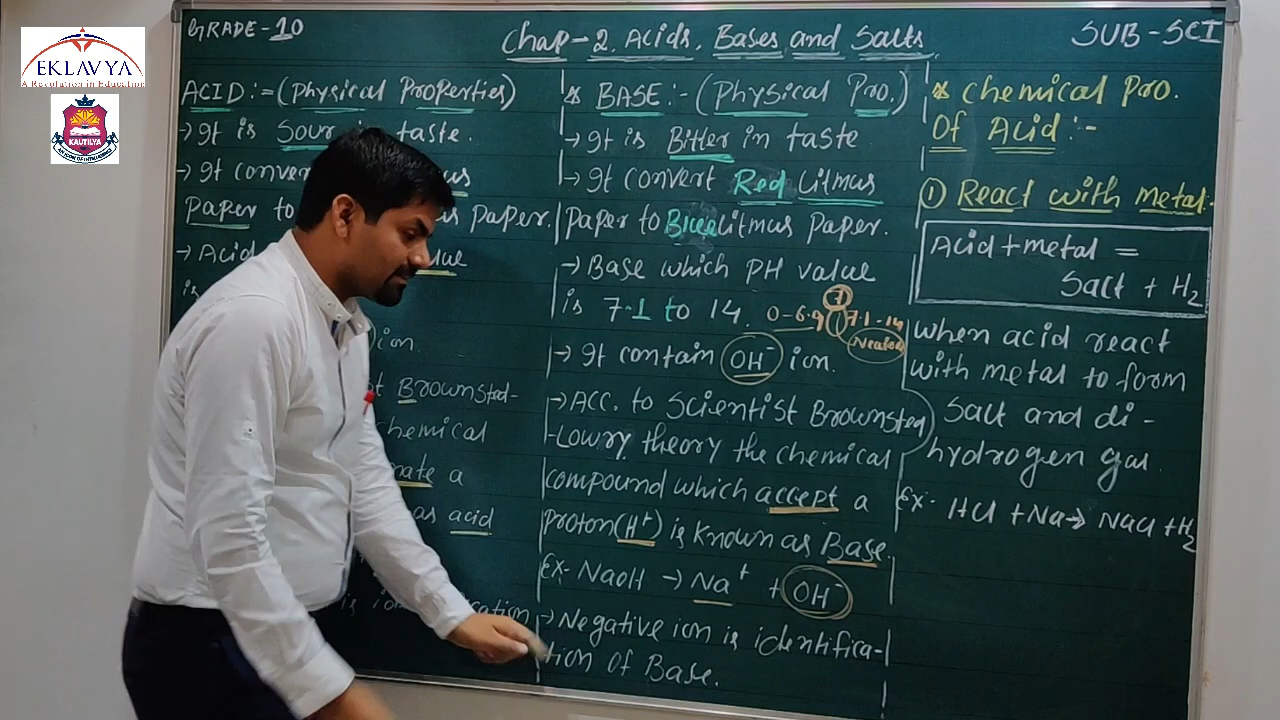 EKLAVYA
A Revolution in Education
KAUTILYA
GRADE-10
Chap-2. Acids. Bases and Salts.
SUB-SCI
ACID:=(Physical Properties)
→It is Sour in taste.
→It
paper to paper.
→Acid
is
ion.
Brownsted-
chemical
a
as acid
* BASE:-(Physical Pro.)
→It is Bitter in taste
→It convert Red Litmus
paper to Blue Litmus paper.
→Base which PH value
is 7.1 to 14. 0-6.9 7 7.1-14
→It contain OH⁻ ion.
→Acc. to Scientist Brownsted
-Lowry theory the chemical
compound which accept a
proton(H⁺) is known as Base.
Ex- NaOH → Na⁺ + OH⁻
→Negative ion is identifica-
tion of Base.
* Chemical Pro.
Of Acid:-
① React with metal:-
Acid+metal =
Salt + H₂
when acid react
with metal to form
Salt and di-
hydrogen gas.
Ex- HCl +Na→ NaCl +H₂